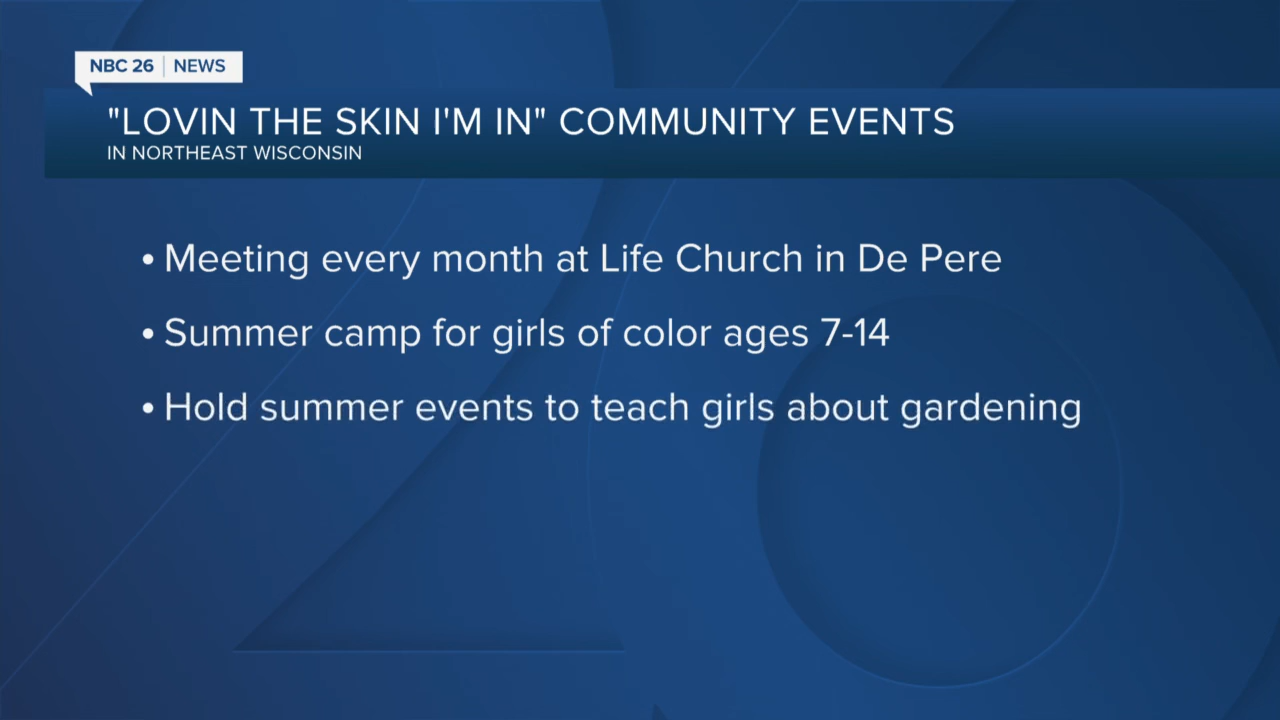 NBC 26 | NEWS
"LOVIN THE SKIN I'M IN" COMMUNITY EVENTS
IN NORTHEAST WISCONSIN
• Meeting every month at Life Church in De Pere
• Summer camp for girls of color ages 7-14
• Hold summer events to teach girls about gardening